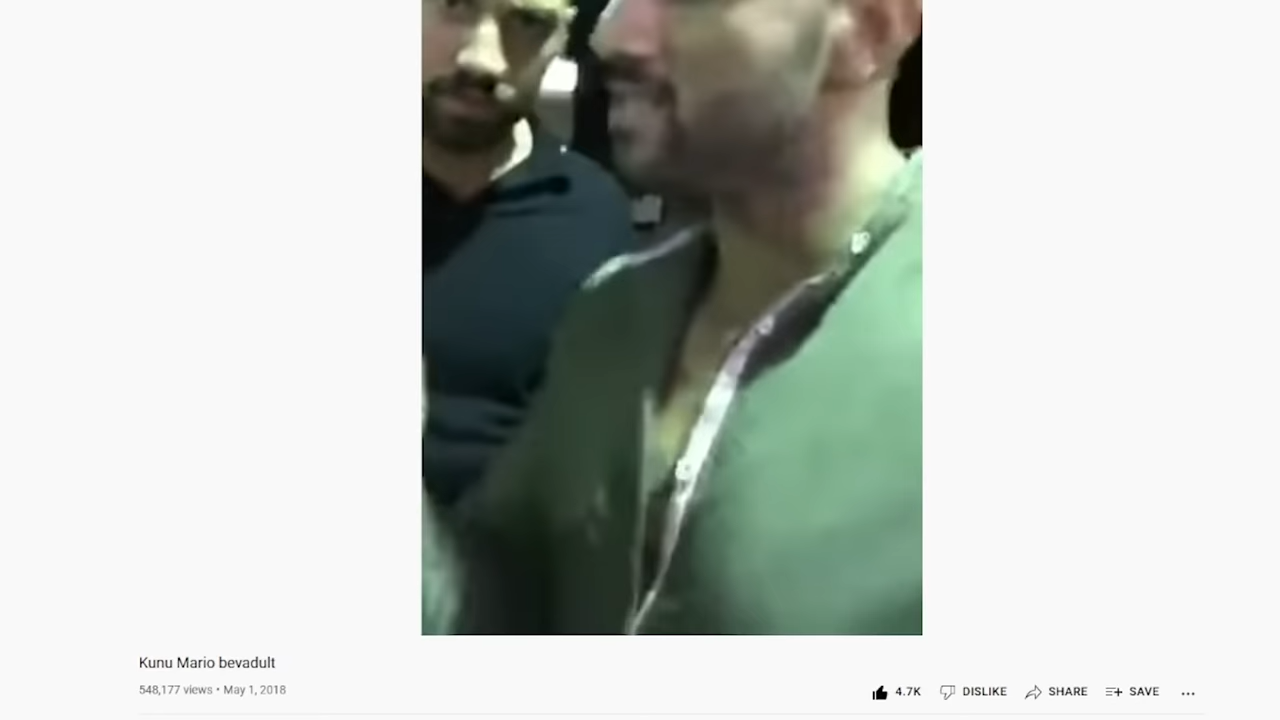 Kunu Mario bevadult
548,177 views • May 1, 2018
4.7K DISLIKE SHARE SAVE